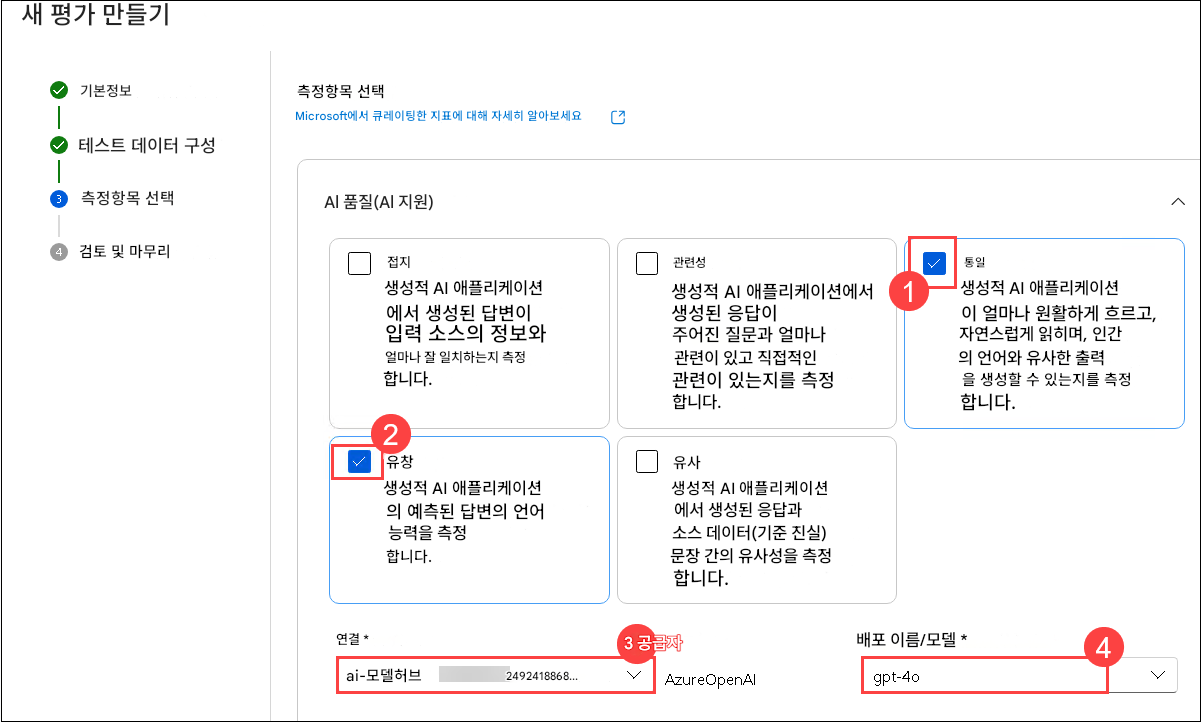 새 평가 만들기
기본정보
테스트 데이터 구성
3 측정항목 선택
4 검토 및 마무리
측정항목 선택
Microsoft에서 큐레이팅한 지표에 대해 자세히 알아보세요
AI 품질(AI 지원)
접지
생성적 AI 애플리케이션
에서 생성된 답변이
입력 소스의 정보와
얼마나 잘 일치하는지 측정
합니다.
관련성
생성적 AI 애플리케이션에서
생성된 응답이
주어진 질문과 얼마나
관련이 있고 직접적인
관련이 있는지를 측정
합니다.
1
통일
생성적 AI 애플리케이션
이 얼마나 원활하게 흐르고,
자연스럽게 읽히며, 인간
의 언어와 유사한 출력
을 생성할 수 있는지를 측정
합니다.
2
유창
생성적 AI 애플리케이션
의 예측된 답변의 언어
능력을 측정
합니다.
유사
생성적 AI 애플리케이션
에서 생성된 응답과
소스 데이터(기준 진실)
문장 간의 유사성을 측정
합니다.
연결 *
3 공급자
ai-모델허브 2492418868...
AzureOpenAI
배포 이름/모델 *
4
gpt-4o